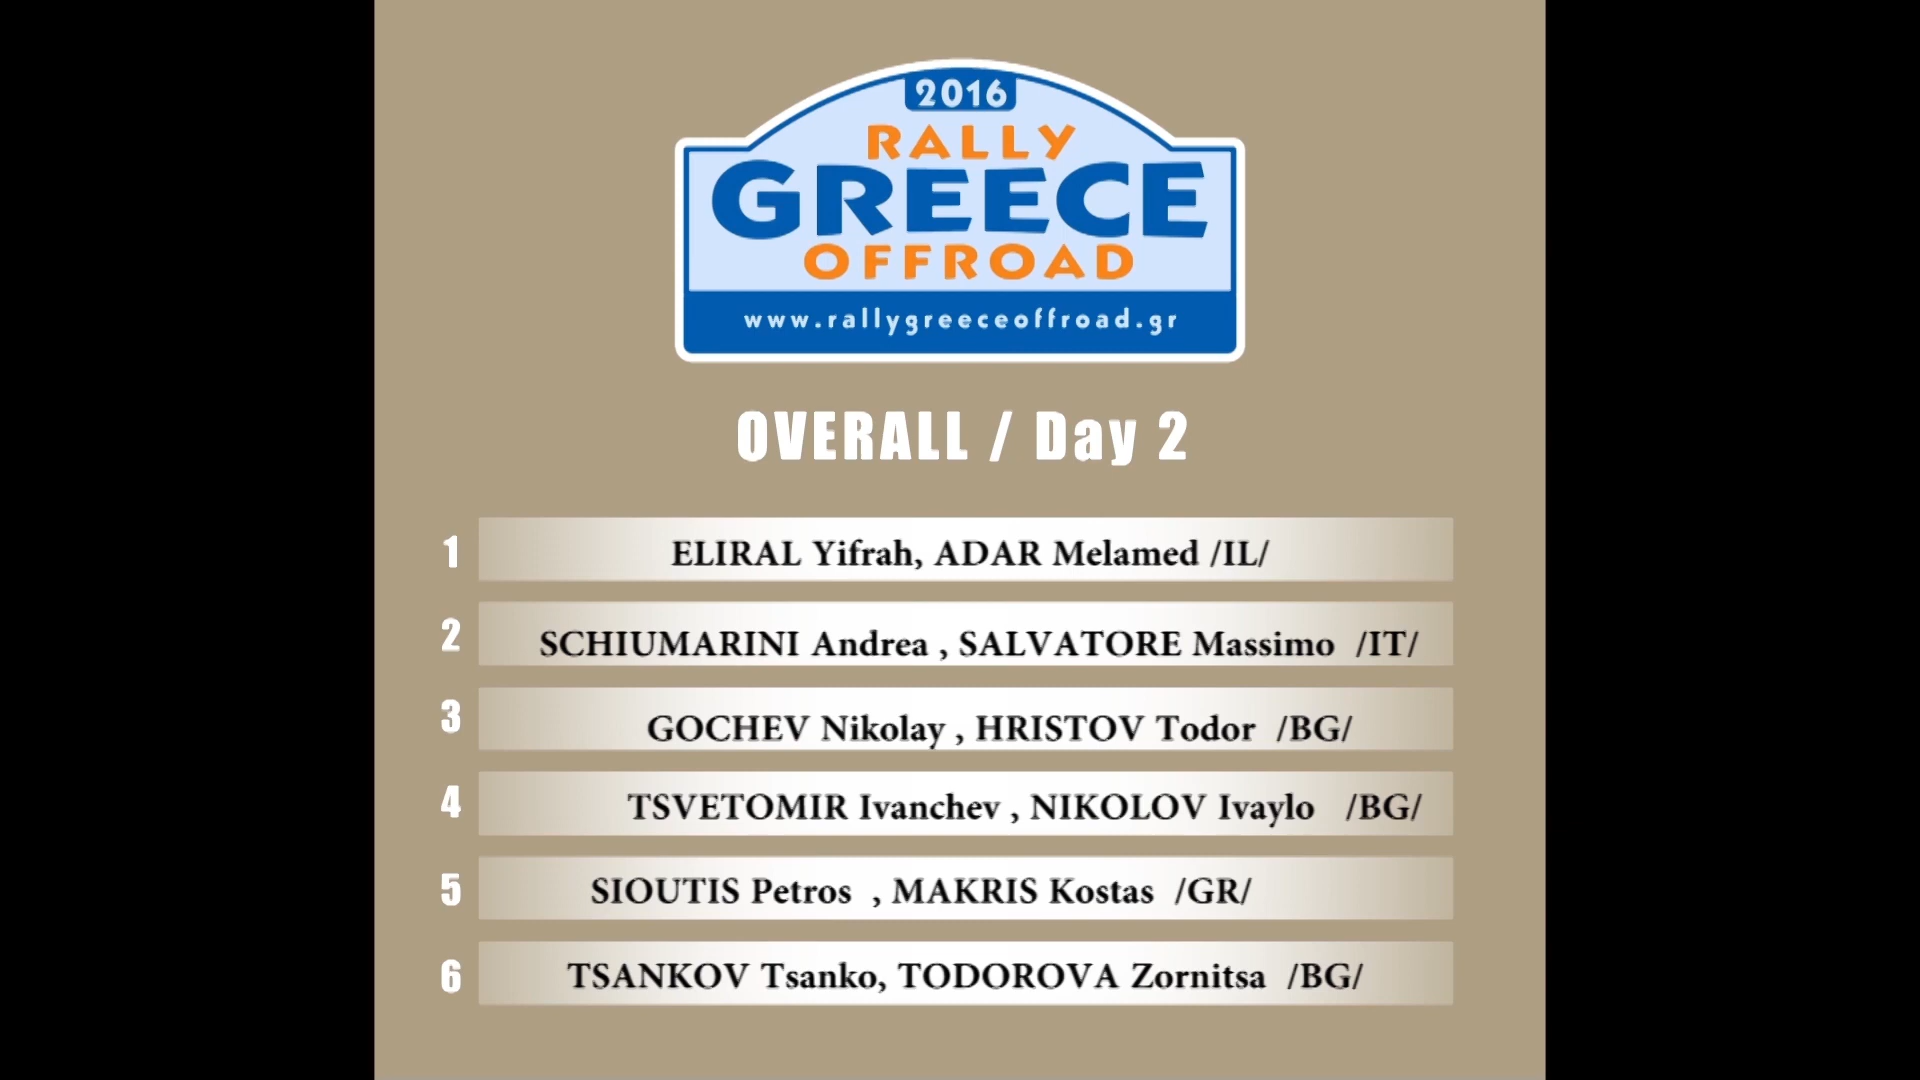 2016
RALLY
GREECE
OFFROAD
www.rallygreeceoffroad.gr
OVERALL / Day 2
1 ELIRAL Yifrah, ADAR Melamed /IL/
2 SCHIUMARINI Andrea , SALVATORE Massimo /IT/
3 GOCHEV Nikolay , HRISTOV Todor /BG/
4 TSVETOMIR Ivanchev , NIKOLOV Ivaylo /BG/
5 SIOUTIS Petros , MAKRIS Kostas /GR/
6 TSANKOV Tsanko, TODOROVA Zornitsa /BG/